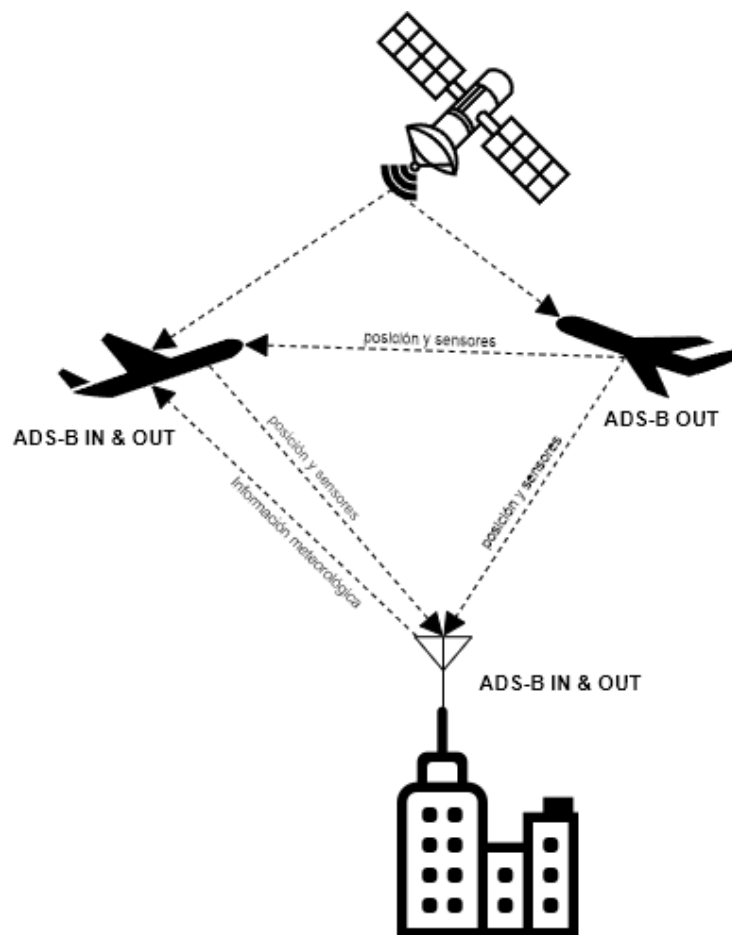 posición y sensores
ADS-B IN & OUT
ADS-B OUT
posición y sensores
posición y sensores
Información meteorológica
ADS-B IN & OUT